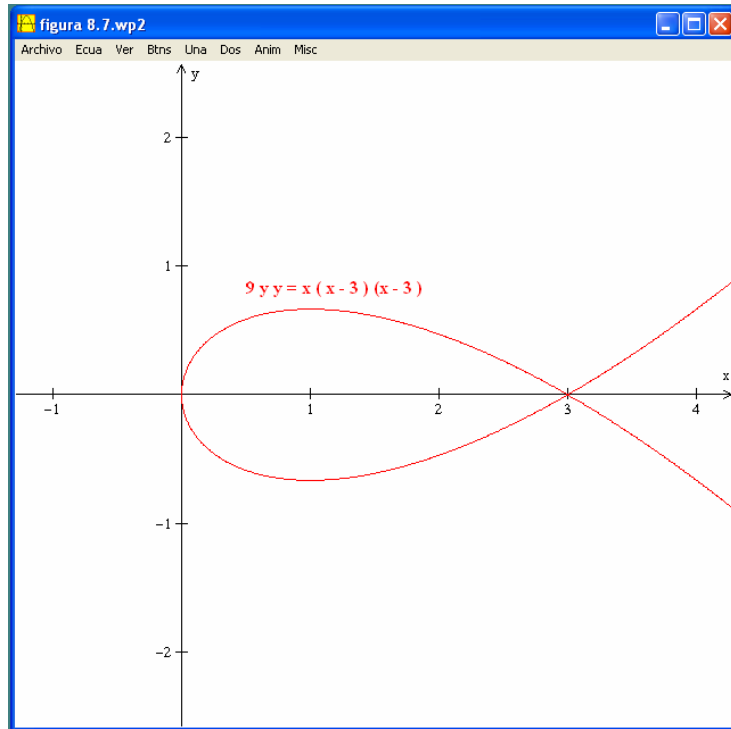 figura 8.7.wp2
Archivo Ecua Ver Btns Una Dos Anim Misc
y
2
1
9 y y = x ( x - 3 ) (x - 3 )
x
-1 1 2 3 4
-1
-2